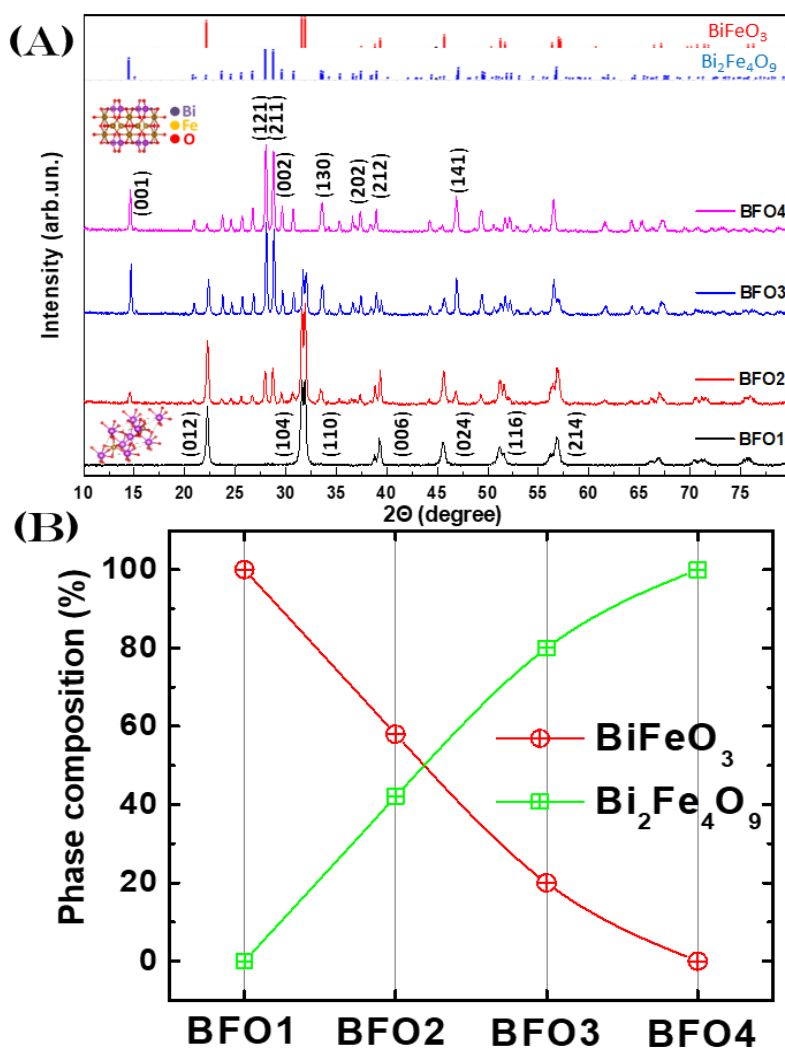 (A)
BiFeO3
Bi2Fe4O9
Bi
Fe
O
(001)
(121)
(211)
(002)
(130)
(202)
(212)
(141)
BFO4
BFO3
BFO2
BFO1
(012)
(104)
(110)
(006)
(024)
(116)
(214)
Intensity (arb.un.)
10 15 20 25 30 35 40 45 50 55 60 65 70 75
2Θ (degree)
(B)
Phase composition (%)
100
80
60
40
20
0
BiFeO3
Bi2Fe4O9
BFO1 BFO2 BFO3 BFO4